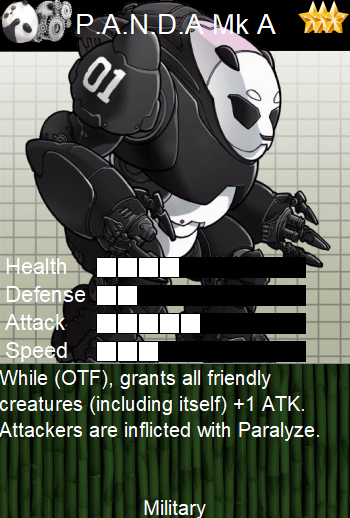 P.A.N.D.A Mk A
01
Health
Defense
Attack
Speed
While (OTF), grants all friendly
creatures (including itself) +1 ATK.
Attackers are inflicted with Paralyze.
Military